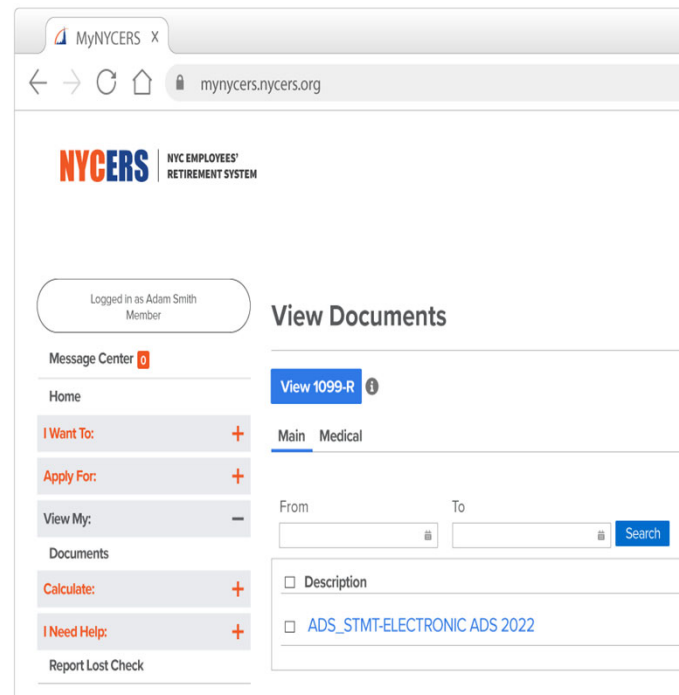 MyNYCERS X
mynycers.nycers.org
NYCERS
NYC EMPLOYEES'
RETIREMENT SYSTEM
Logged in as Adam Smith
Member
Message Center 0
Home
I Want To: +
Apply For: +
View My: −
Documents
Calculate: +
I Need Help: +
Report Lost Check
View Documents
View 1099-R i
Main Medical
From To
Search
Description
ADS_STMT-ELECTRONIC ADS 2022